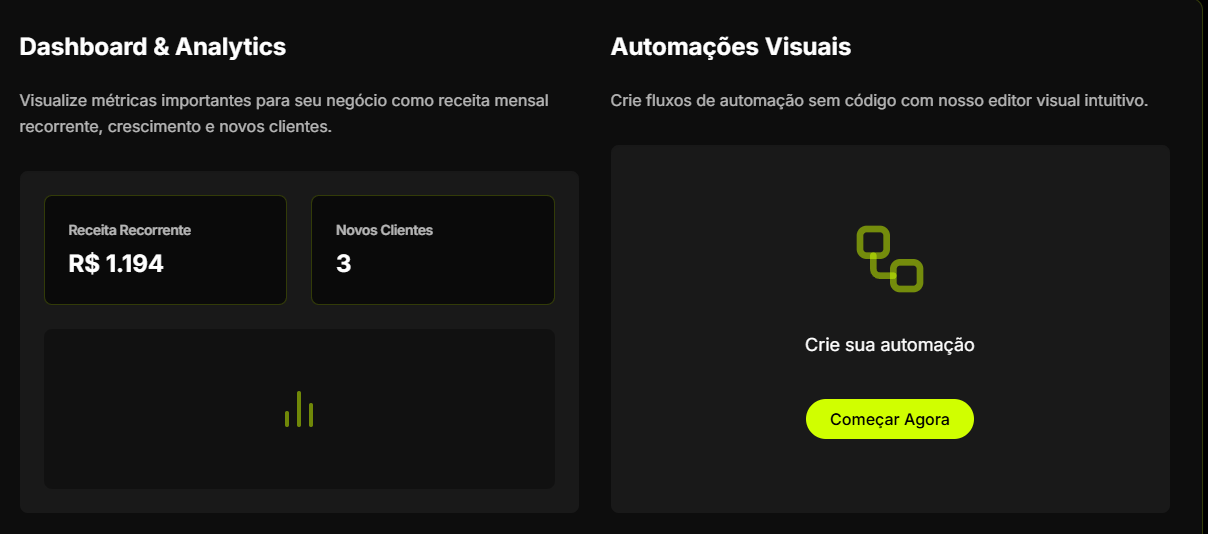 Dashboard & Analytics
Visualize métricas importantes para seu negócio como receita mensal
recorrente, crescimento e novos clientes.
Receita Recorrente
R$ 1.194
Novos Clientes
3
Automações Visuais
Crie fluxos de automação sem código com nosso editor visual intuitivo.
Crie sua automação
Começar Agora